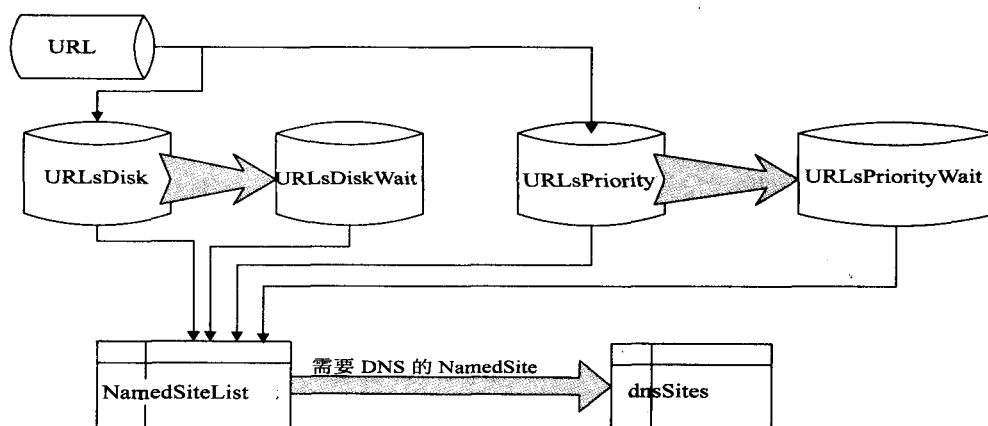 URL
URLsDisk
URLsDiskWait
URLsPriority
URLsPriorityWait
需要 DNS 的 NamedSite
NamedSiteList
dnsSites